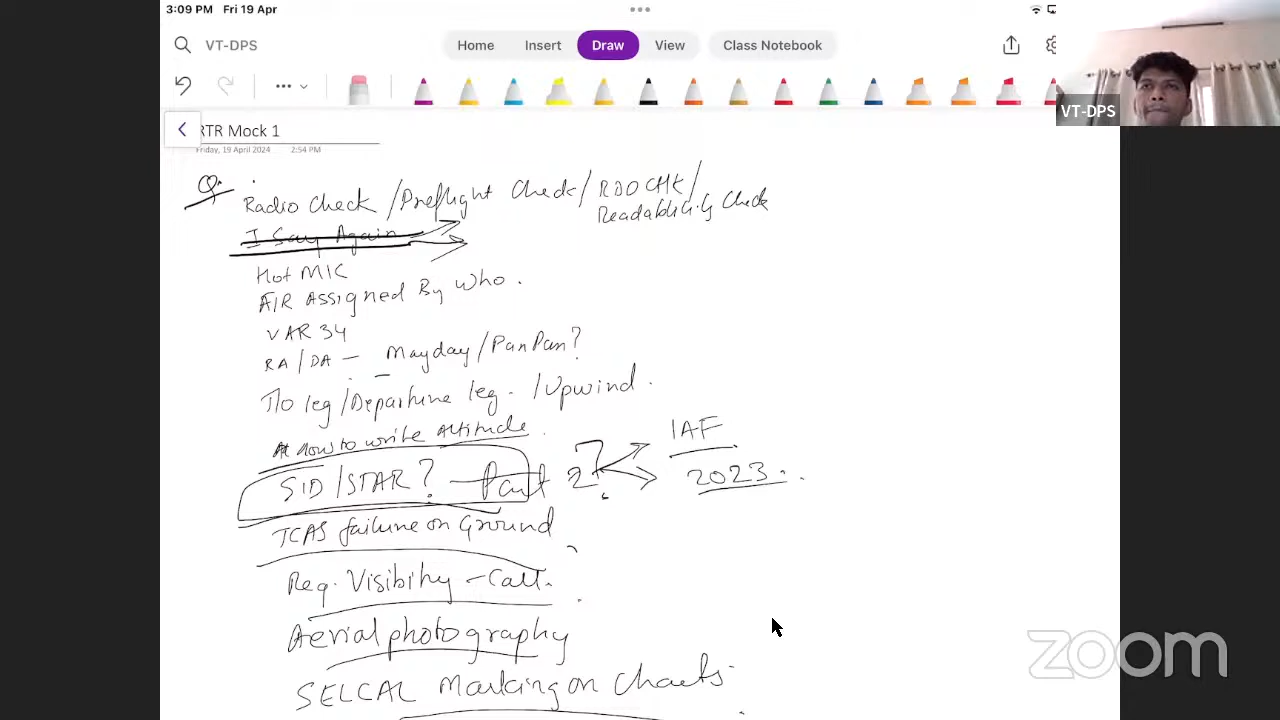 3:09 PM Fri 19 Apr
VT-DPS
Home Insert Draw View Class Notebook
VT-DPS
RTR Mock 1
Friday, 19 April 2024 2:54 PM
Q.
Radio Check / Preflight Check / RDO CHK /
Readability Check
I Say Again
Hot MIC
AIR Assigned By Who.
VAR 34
RA/DA - Mayday / PanPan?
T/O leg / Departure leg - / Upwind.
How to write altitude.
SID / STAR? - Part 2?
IAF
2023.
TCAS failure on Ground
Req. Visibility - Call.
Aerial photography
SELCAL Marking on Charts
zoom